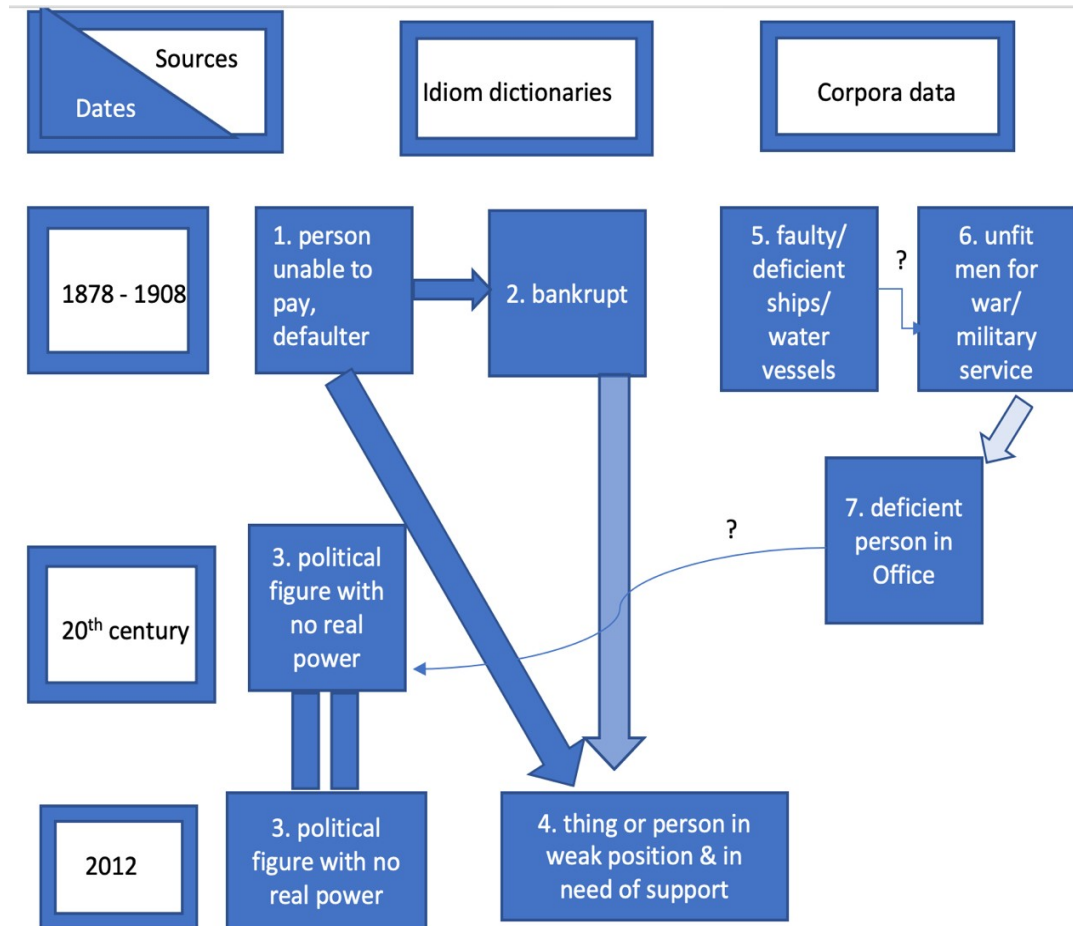 Sources
Dates
Idiom dictionaries
Corpora data
1878 - 1908
1. person
unable to
pay,
defaulter
2. bankrupt
5. faulty/
deficient
ships/
water
vessels
?
6. unfit
men for
war/
military
service
20th century
3. political
figure with
no real
power
?
7. deficient
person in
Office
2012
3. political
figure with no
real power
4. thing or person in
weak position & in
need of support